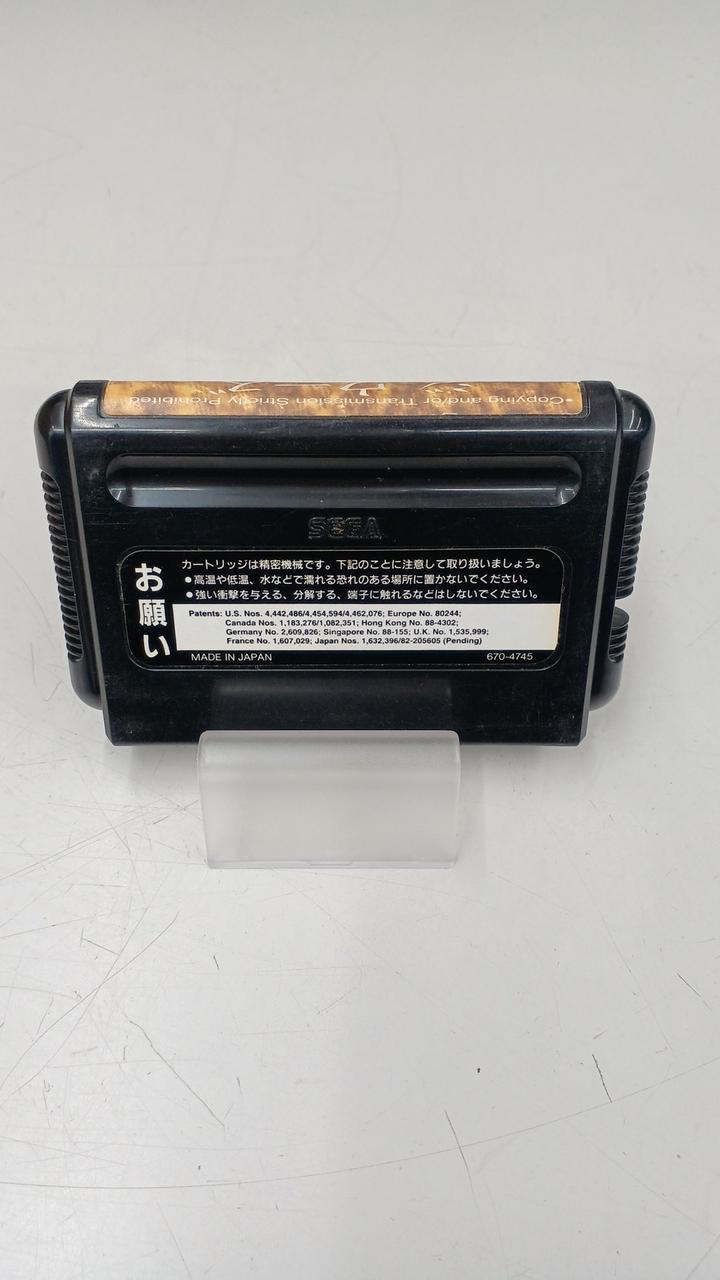 •Copying and/or Transmission Strictly Prohibited
SEGA
お願い
カートリッジは精密機械です。下記のことに注意して取り扱いましょう。
●高温や低温、水などで濡れる恐れのある場所に置かないでください。
●強い衝撃を与える、分解する、端子に触れるなどはしないでください。
Patents: U.S. Nos. 4,442,486/4,454,594/4,462,076; Europe No. 80244;
Canada Nos. 1,183,276/1,082,351; Hong Kong No. 88-4302;
Germany No. 2,609,826; Singapore No. 88-155; U.K. No. 1,535,999;
France No. 1,607,029; Japan Nos. 1,632,396/82-205605 (Pending)
MADE IN JAPAN
670-4745